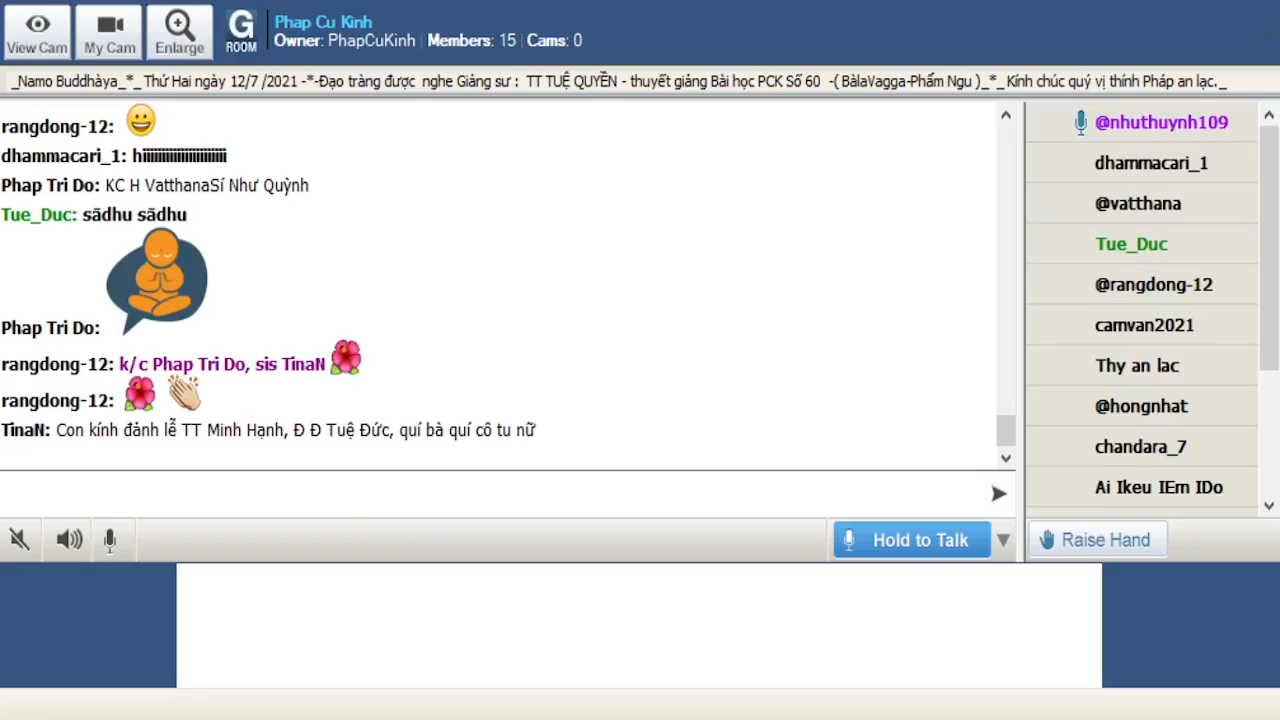 View Cam
My Cam
Enlarge
G
ROOM
Phap Cu Kinh
Owner: PhapCuKinh Members: 15 Cams: 0
_Namo Buddhàya_*_ Thứ Hai ngày 12/7 /2021 -*-Đạo tràng được nghe Giảng sư : TT TUỆ QUYỀN - thuyết giảng Bài học PCK Số 60 -( BàlaVagga-Phẩm Ngu )_*_Kính chúc quý vị thính Pháp an lạc._
rangdong-12:
dhammacari_1: hiiiiiiiiiiiiiiiiiiiiiii
Phap Tri Do: KC H VatthanaSí Như Quỳnh
Tue_Duc: sādhu sādhu
Phap Tri Do:
rangdong-12: k/c Phap Tri Do, sis TinaN
rangdong-12:
TinaN: Con kính đảnh lễ TT Minh Hạnh, Đ Đ Tuệ Đức, quí bà quí cô tu nữ
Hold to Talk
@nhuthuynh109
dhammacari_1
@vatthana
Tue_Duc
@rangdong-12
camvan2021
Thy an lac
@hongnhat
chandara_7
Ai Ikeu IEm IDo
Raise Hand